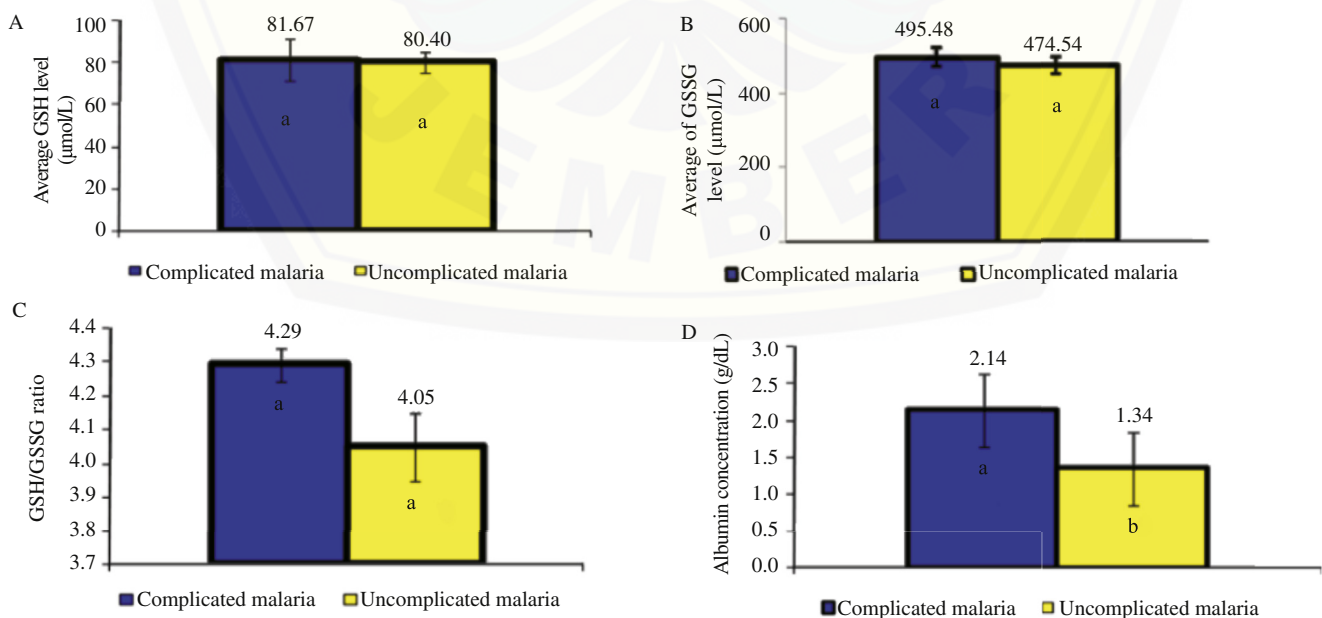 A
Average GSH level
(µmol/L)
100
80
60
40
20
0
81.67
80.40
a
a
Complicated malaria
Uncomplicated malaria
B
Average of GSSG
level (µmol/L)
600
400
200
0
495.48
474.54
a
a
Complicated malaria
Uncomplicated malaria
JEMBER
C
GSH/GSSG ratio
4.4
4.3
4.2
4.1
4.0
3.9
3.8
3.7
4.29
4.05
a
a
Complicated malaria
Uncomplicated malaria
D
Albumin concentration (g/dL)
3.0
2.5
2.0
1.5
1.0
0.5
0.0
2.14
1.34
a
b
Complicated malaria
Uncomplicated malaria